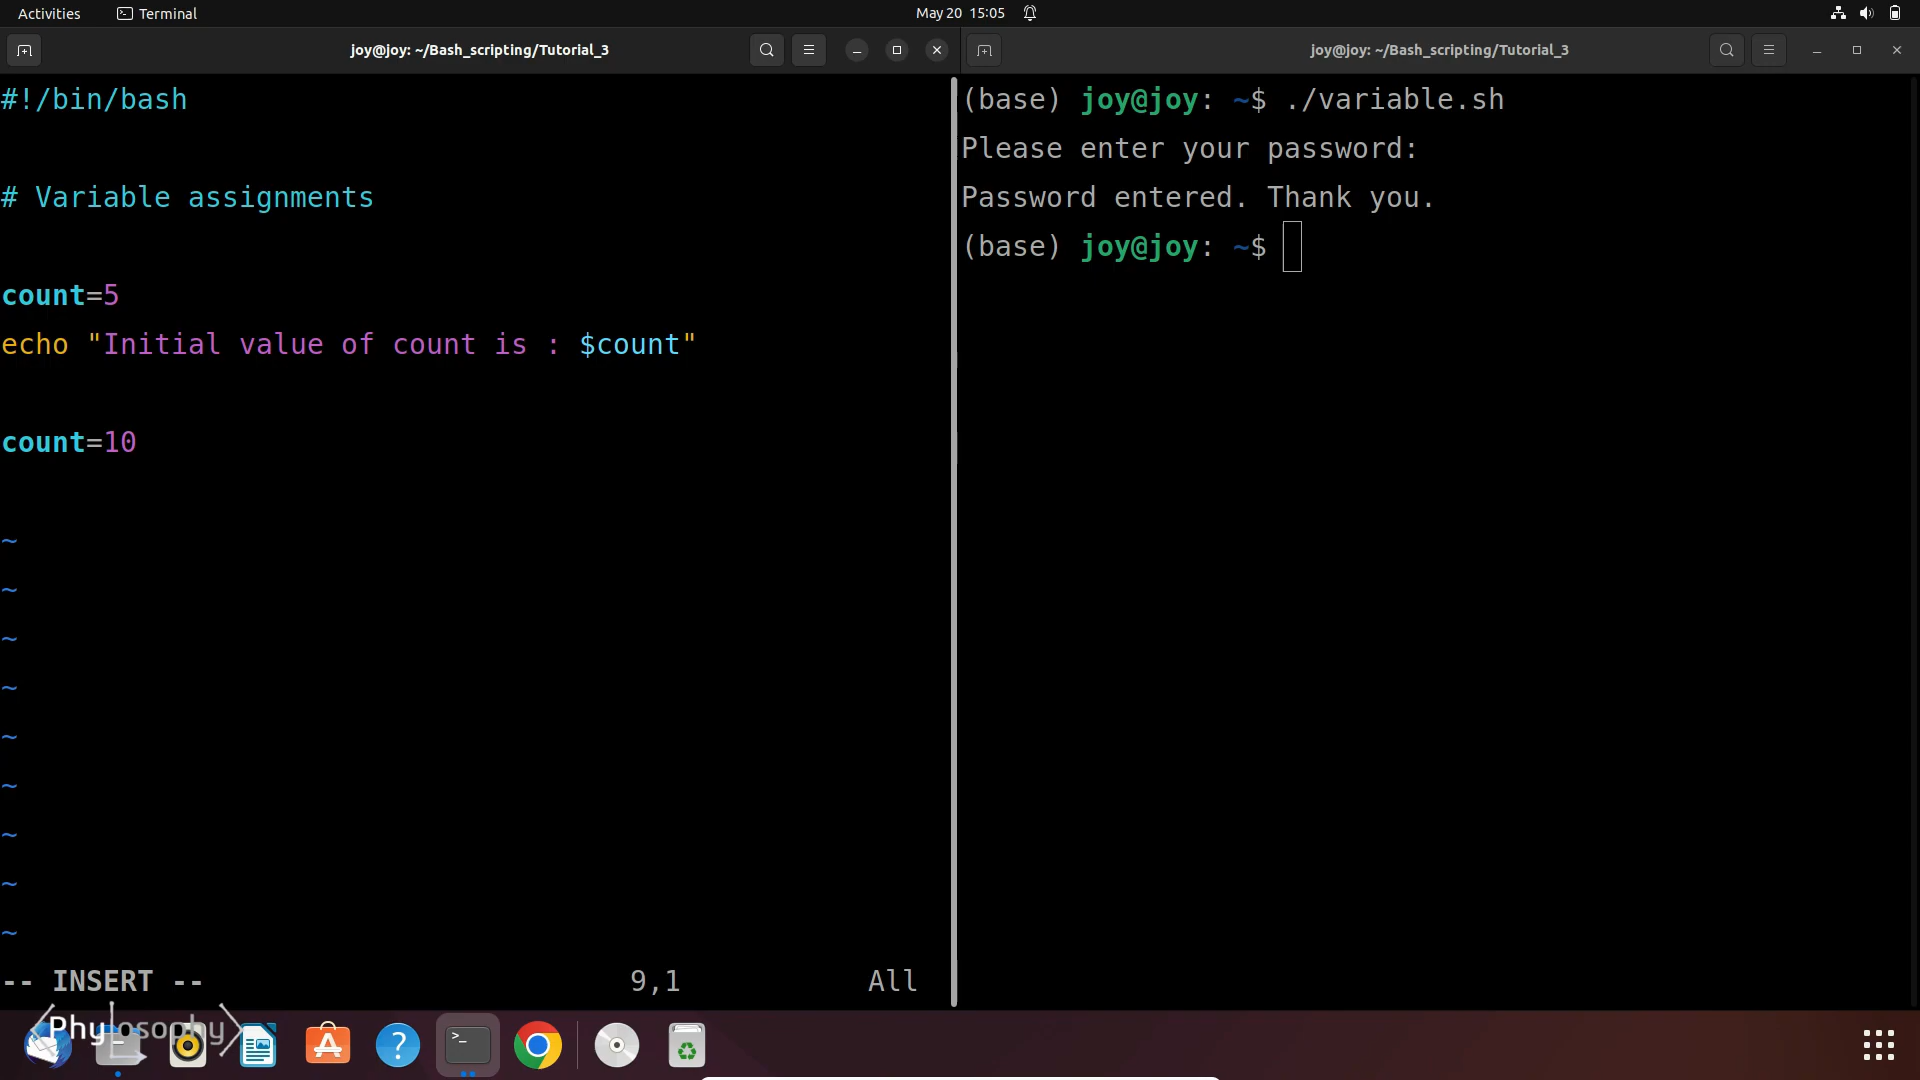 Activities Terminal May 20 15:05
joy@joy: ~/Bash_scripting/Tutorial_3
#!/bin/bash
# Variable assignments
count=5
echo "Initial value of count is : $count"
count=10
~
~
~
~
~
~
~
~
~
-- INSERT -- 9,1 All
joy@joy: ~/Bash_scripting/Tutorial_3
(base) joy@joy: ~$ ./variable.sh
Please enter your password:
Password entered. Thank you.
(base) joy@joy: ~$
Phylosophy